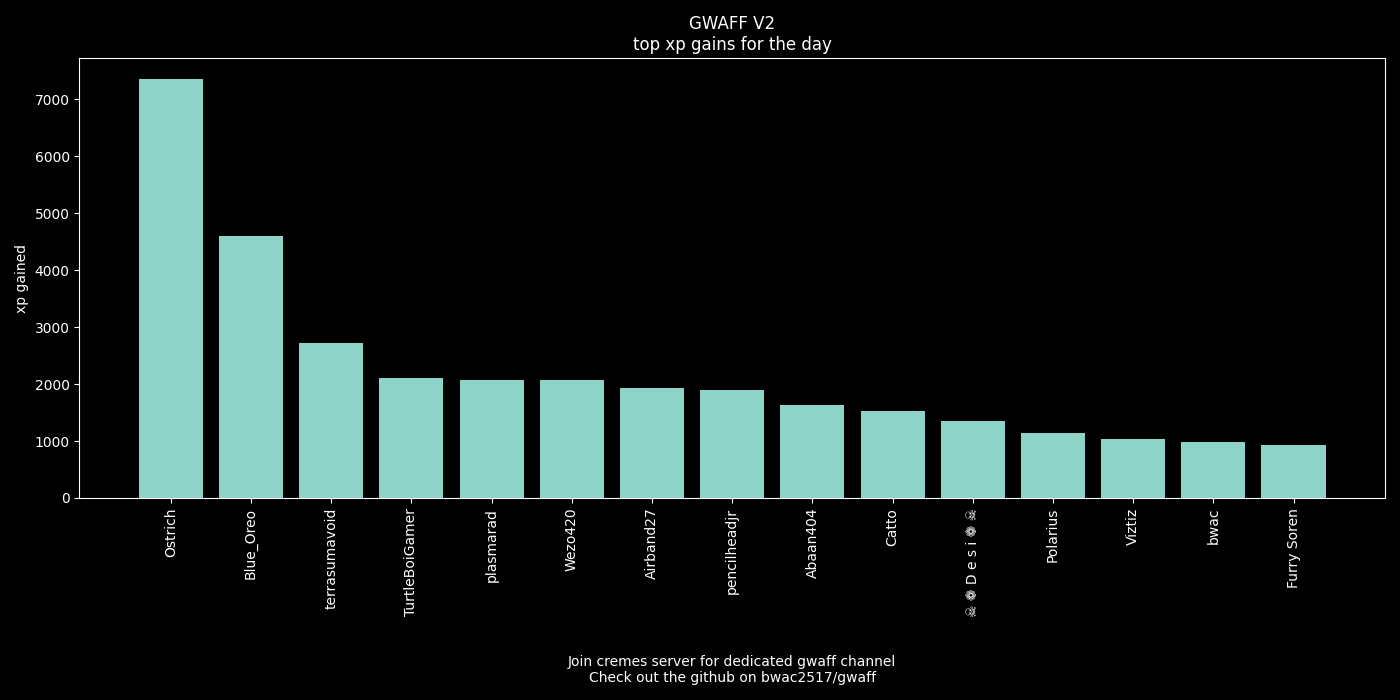 GWAFF V2
top xp gains for the day
xp gained
7000
6000
5000
4000
3000
2000
1000
0
Ostrich
Blue_Oreo
terrasumavoid
TurtleBoiGamer
plasmarad
Wezo420
Airband27
pencilheadjr
Abaan404
Catto
☠ ❁ D e s i ❁ ☠
Polarius
Viztiz
bwac
Furry Soren
Join cremes server for dedicated gwaff channel
Check out the github on bwac2517/gwaff